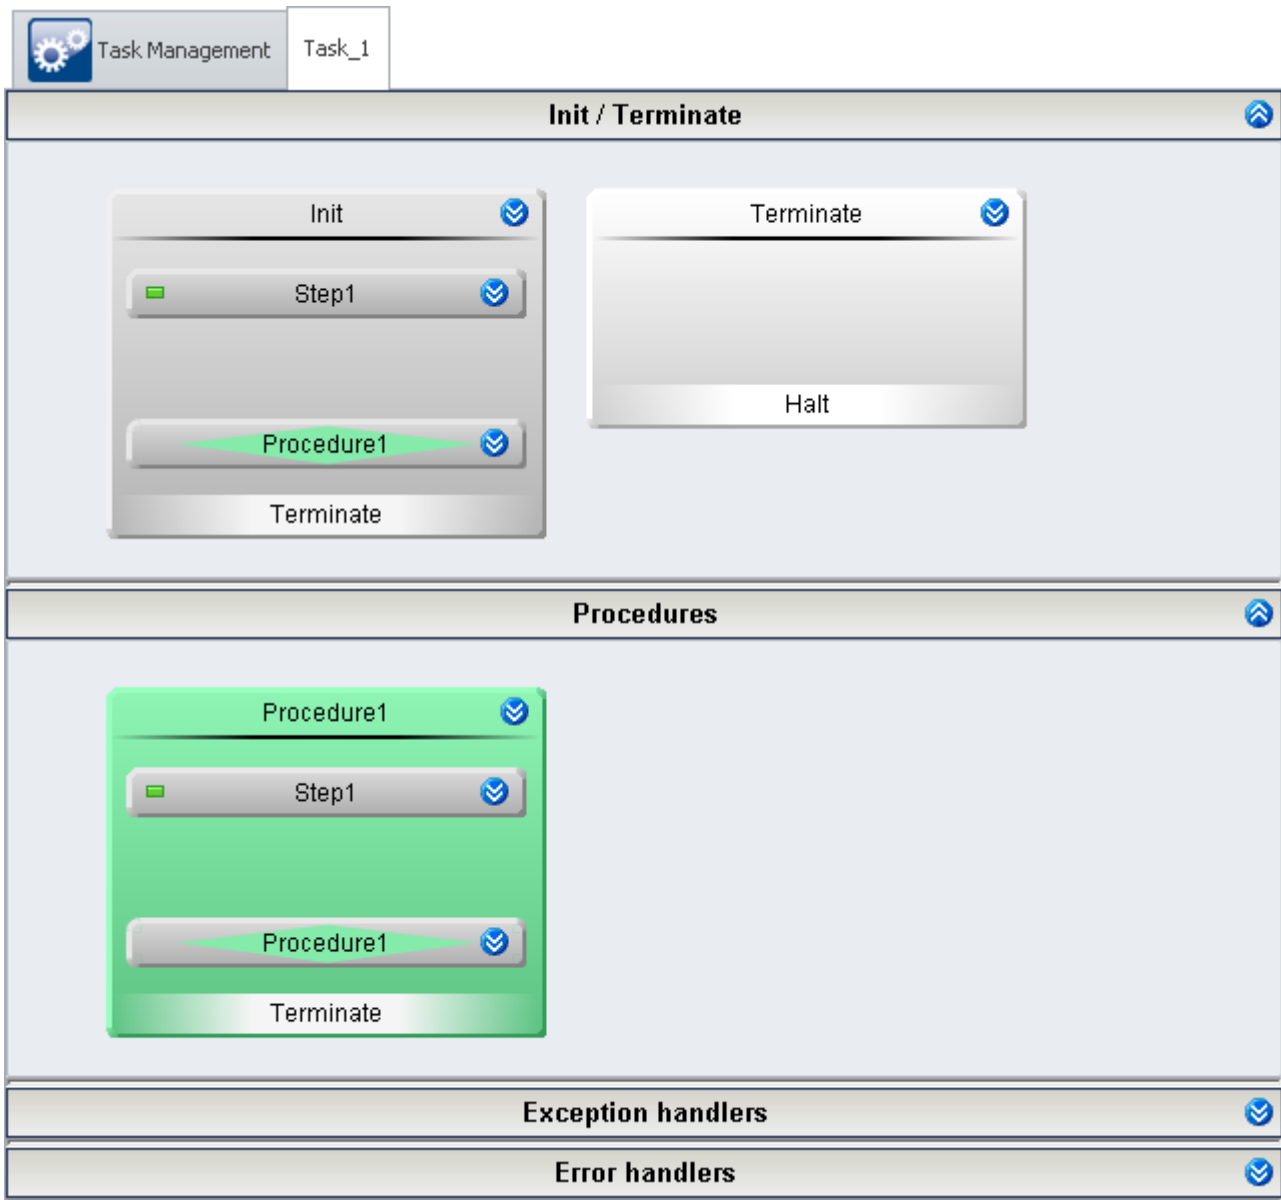 Task Management
Task_1
Init / Terminate
Init
Terminate
Step1
Procedure1
Halt
Terminate
Procedures
Procedure1
Step1
Procedure1
Terminate
Exception handlers
Error handlers